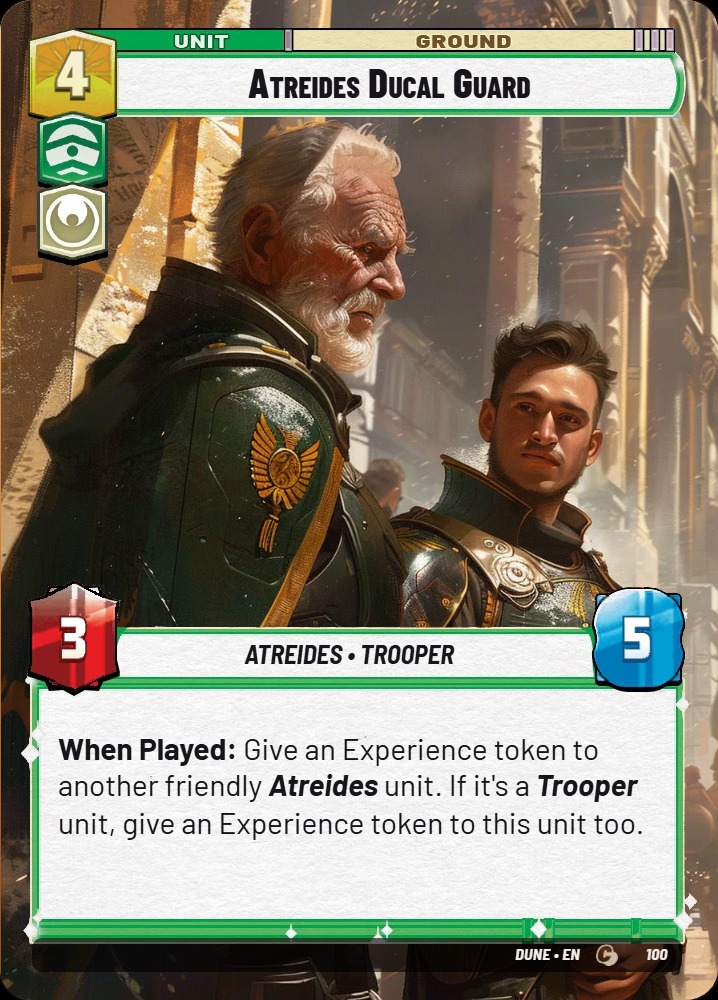 UNIT
GROUND
4
Atreides Ducal Guard
3
ATREIDES • TROOPER
5
When Played: Give an Experience token to
another friendly Atreides unit. If it's a Trooper
unit, give an Experience token to this unit too.
DUNE • EN C 100